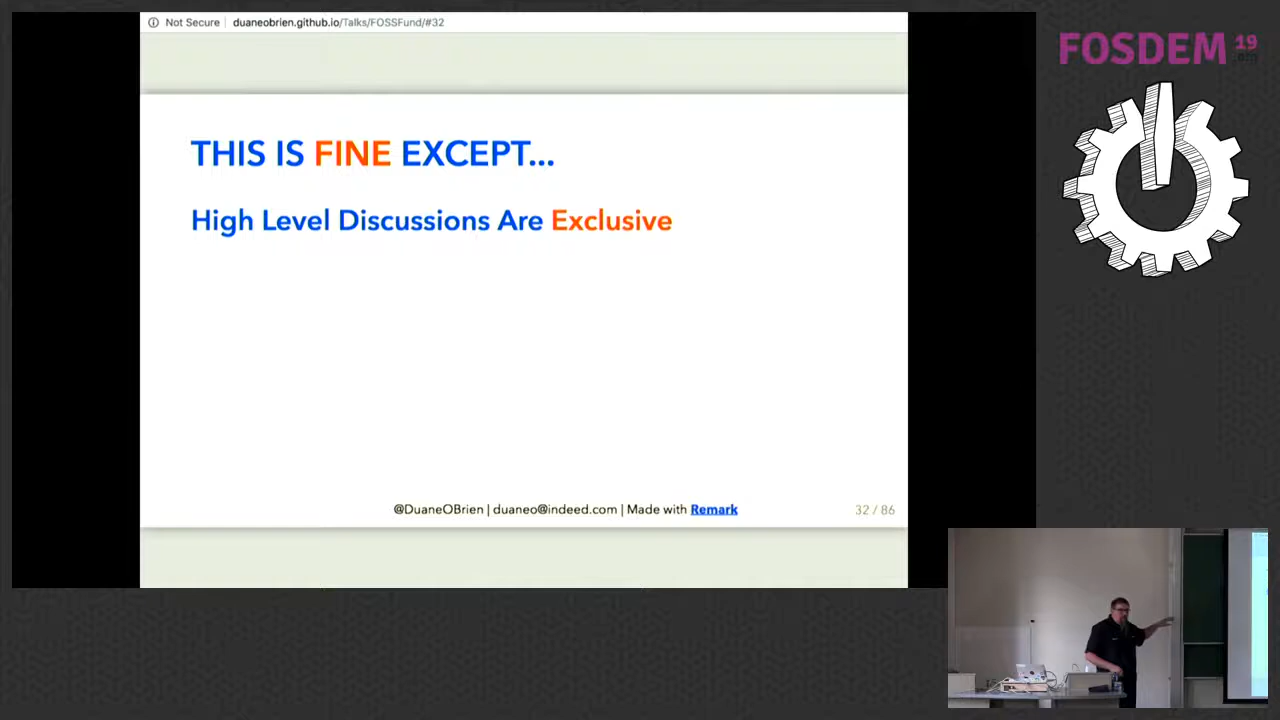 Not Secure duaneobrien.github.io/Talks/FOSSFund/#32
FOSDEM 19
.org
THIS IS FINE EXCEPT...
High Level Discussions Are Exclusive
@DuaneOBrien | duaneo@indeed.com | Made with Remark
32 / 86